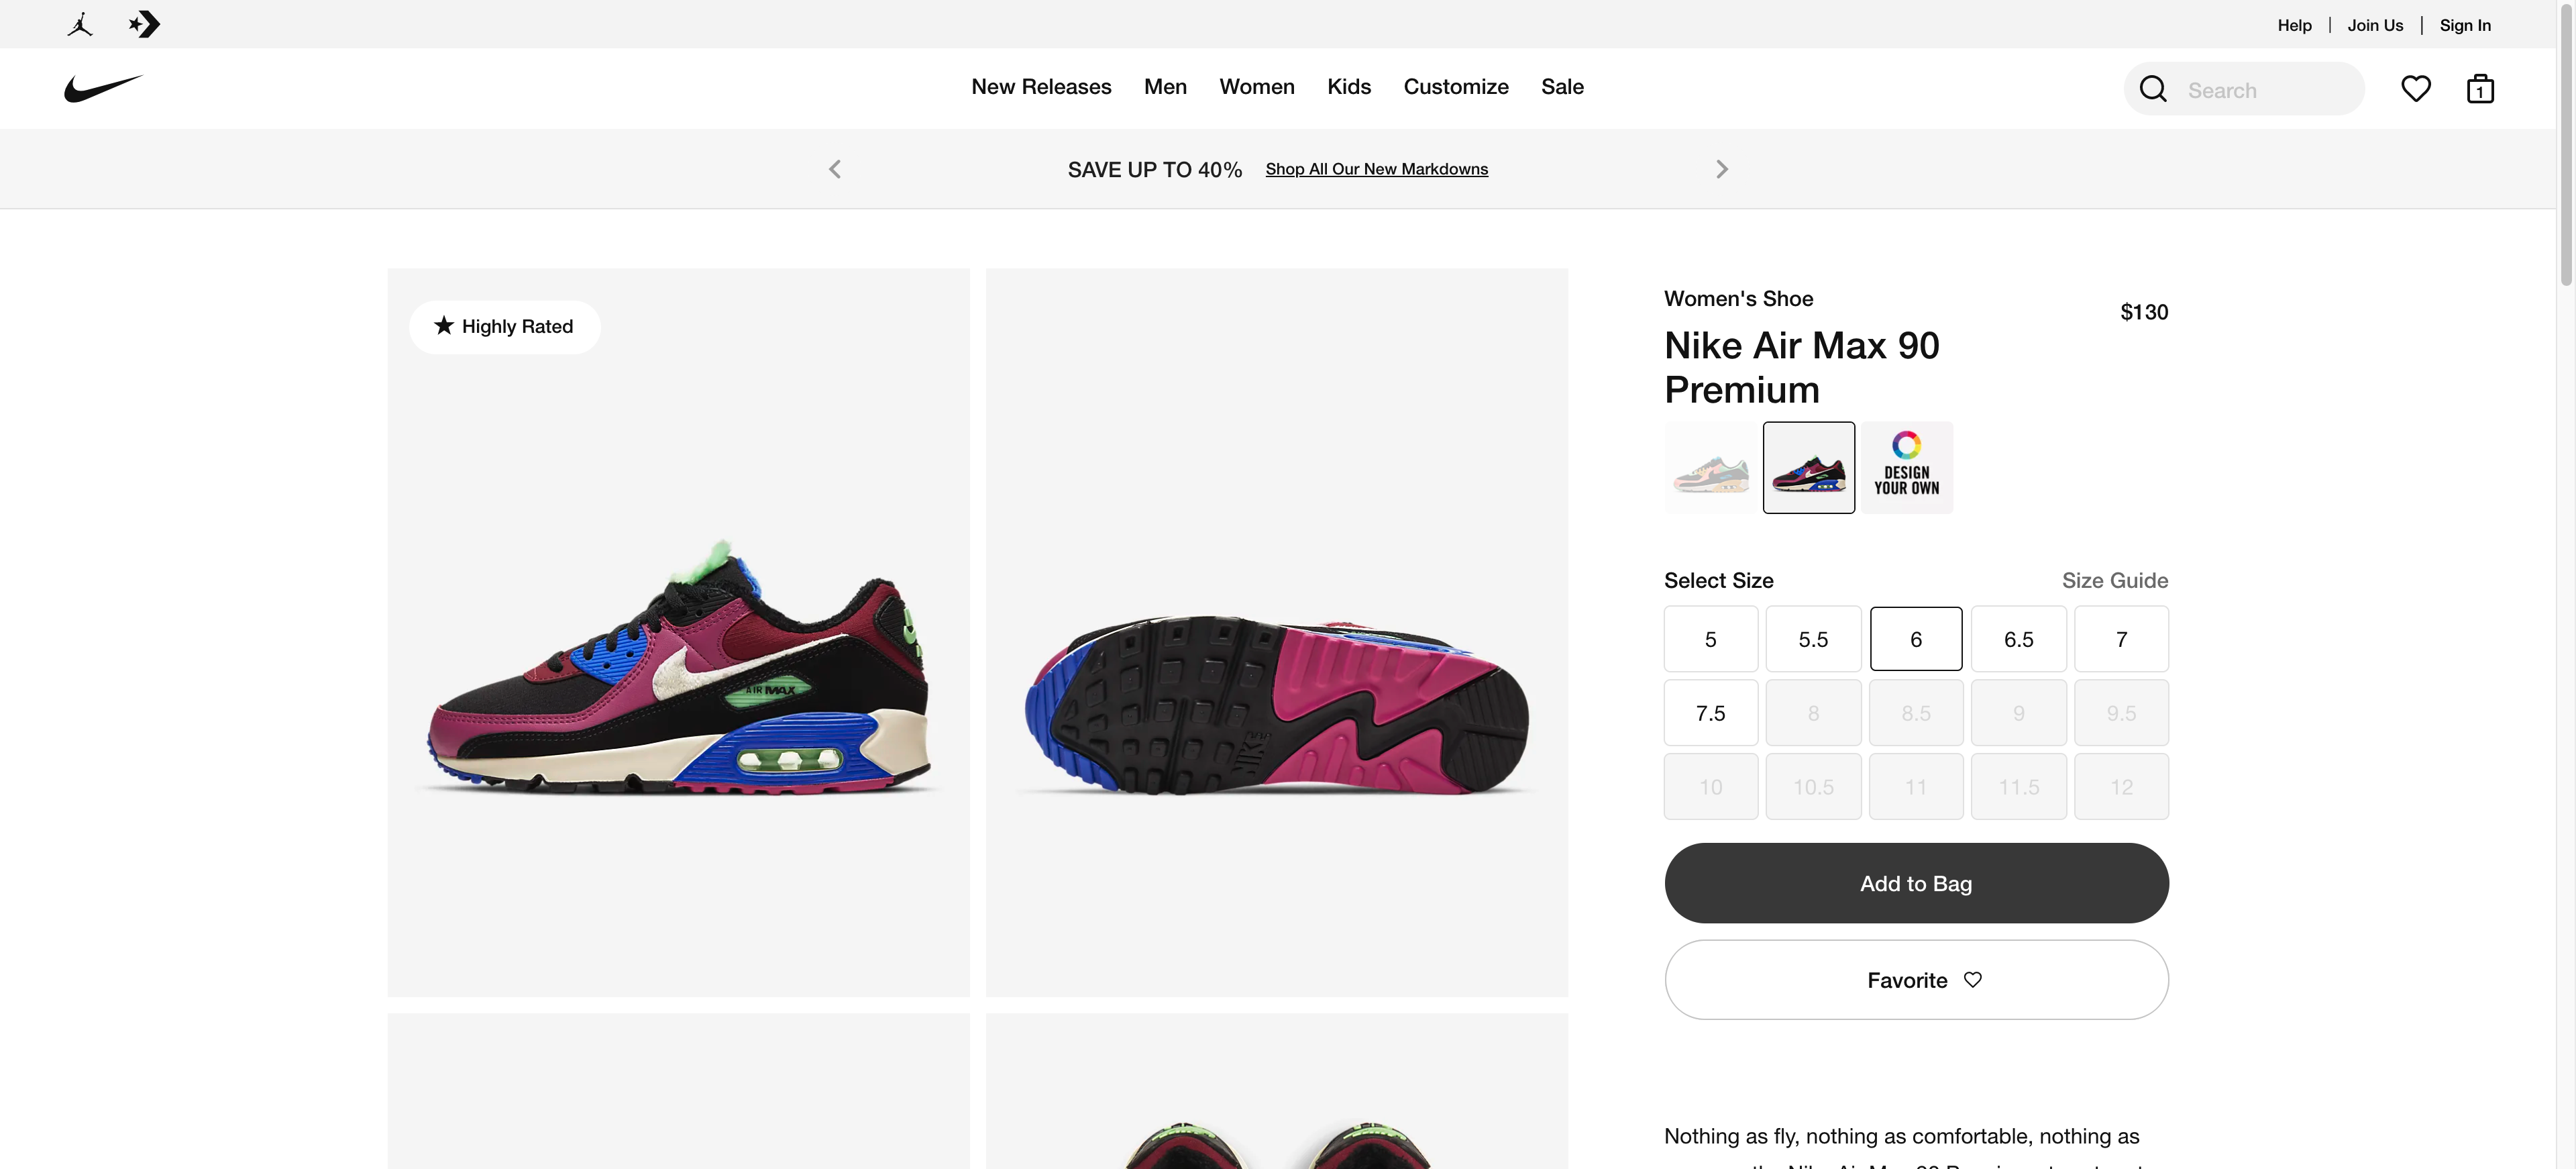 Help | Join Us | Sign In
New Releases Men Women Kids Customize Sale
Search
1
SAVE UP TO 40% Shop All Our New Markdowns
★ Highly Rated
AIR MAX
NIKE
Women's Shoe
$130
Nike Air Max 90
Premium
DESIGN
YOUR OWN
Select Size
Size Guide
5 5.5 6 6.5 7
7.5 8 8.5 9 9.5
10 10.5 11 11.5 12
Add to Bag
Favorite
Nothing as fly, nothing as comfortable, nothing as